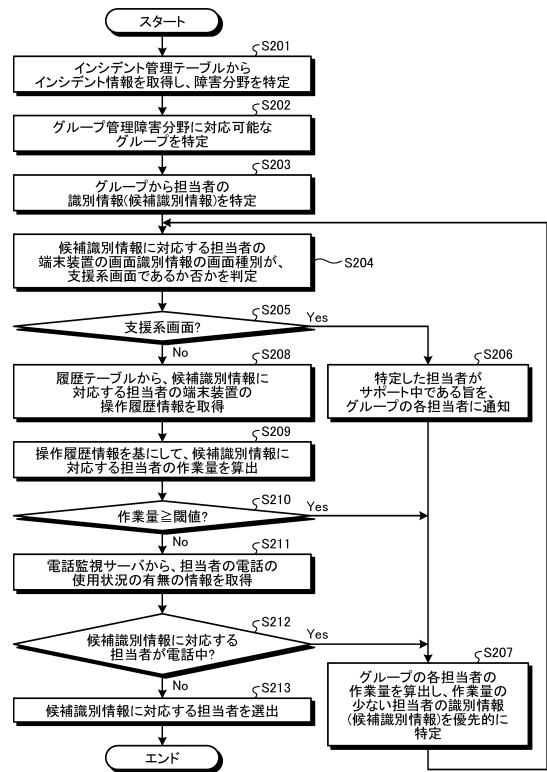 スタート
S201
インシデント管理テーブルから
インシデント情報を取得し、障害分野を特定
S202
グループ管理障害分野に対応可能な
グループを特定
S203
グループから担当者の
識別情報(候補識別情報)を特定
候補識別情報に対応する担当者の
端末装置の画面識別情報の画面種別が、
支援系画面であるか否かを判定
S204
S205
支援系画面?
Yes
No
S206
特定した担当者が
サポート中である旨を、
グループの各担当者に通知
S208
履歴テーブルから、候補識別情報に
対応する担当者の端末装置の
操作履歴情報を取得
S209
操作履歴情報を基にして、候補識別情報に
対応する担当者の作業量を算出
S210
作業量≧閾値?
Yes
No
S211
電話監視サーバから、担当者の電話の
使用状況の有無の情報を取得
S212
候補識別情報に対応する
担当者が電話中?
Yes
No
S207
グループの各担当者の
作業量を算出し、作業量の
少ない担当者の識別情報
(候補識別情報)を優先的に
特定
S213
候補識別情報に対応する担当者を選出
エンド